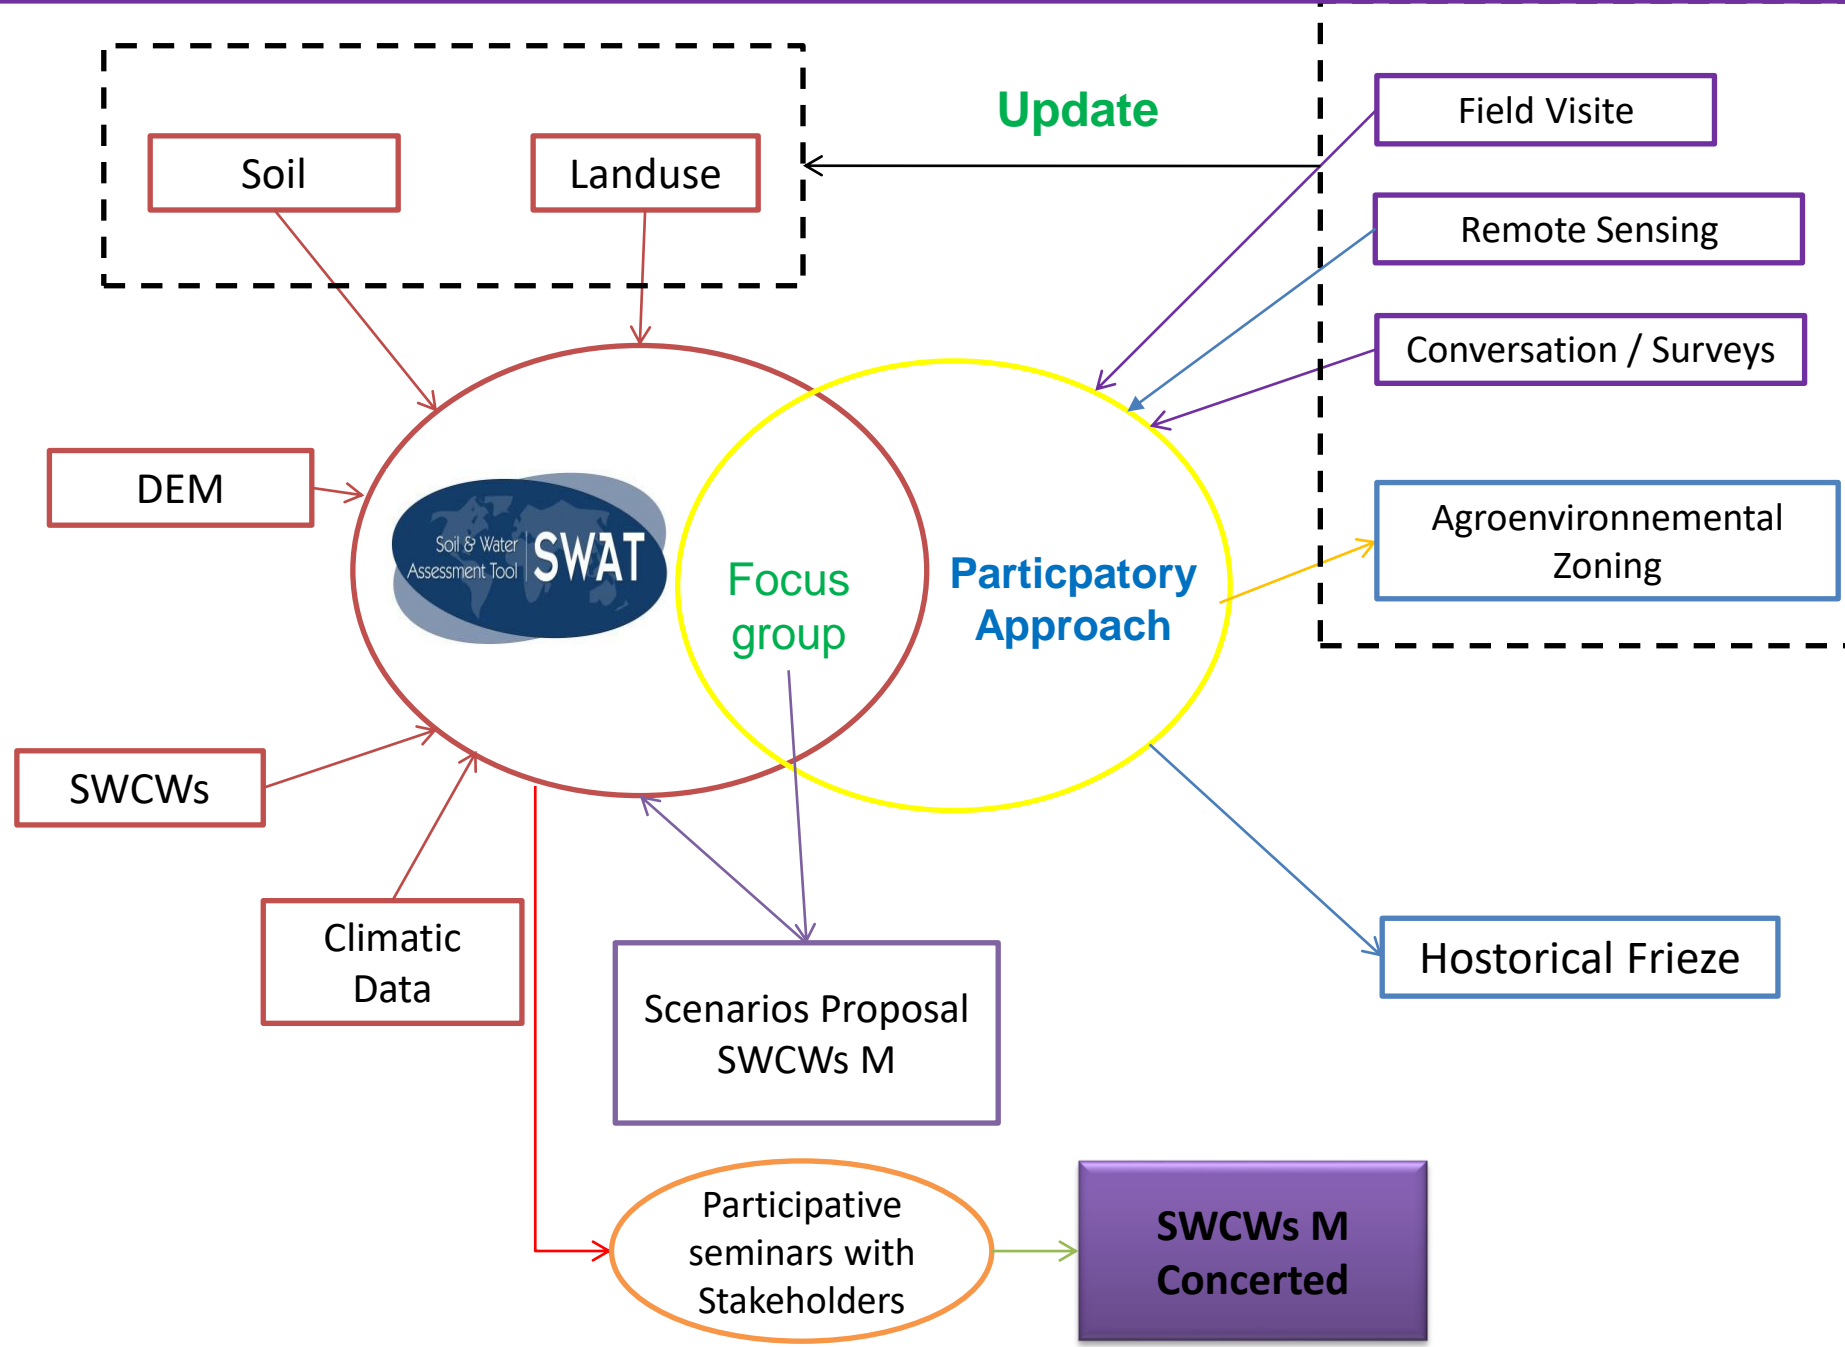 Update
Field Visite
Soil
Landuse
Remote Sensing
Conversation / Surveys
DEM
Soil & Water
Assessment Tool
SWAT
Focus
group
Particpatory
Approach
Agroenvironnemental
Zoning
SWCWs
Climatic
Data
Scenarios Proposal
SWCWs M
Hostorical Frieze
Participative
seminars with
Stakeholders
SWCWs M
Concerted